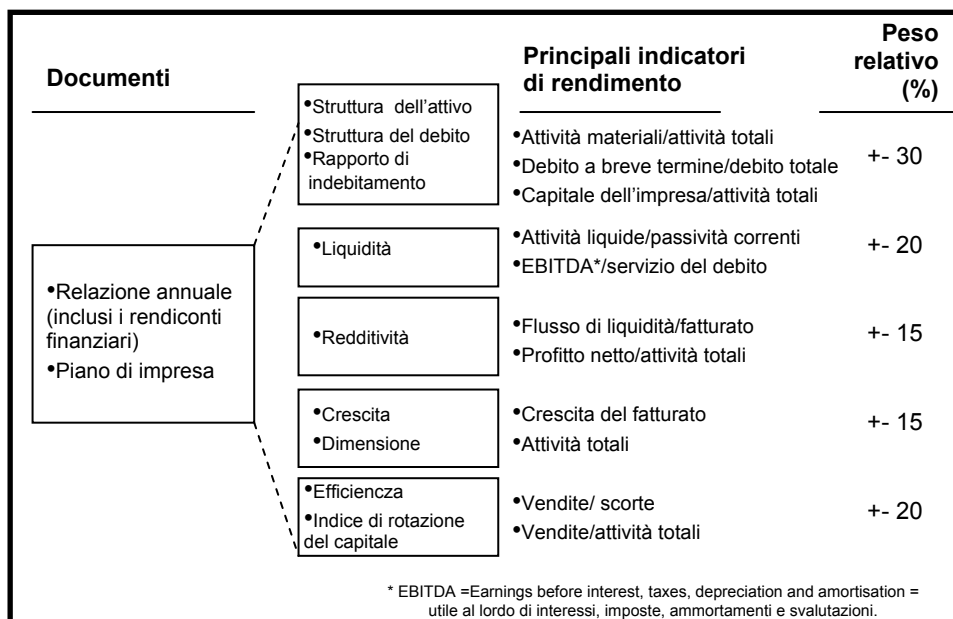 Documenti
Principali indicatori
di rendimento
Peso
relativo
(%)
•Relazione annuale
(inclusi i rendiconti
finanziari)
•Piano di impresa
•Struttura dell'attivo
•Struttura del debito
•Rapporto di
indebitamento
•Attività materiali/attività totali
•Debito a breve termine/debito totale
•Capitale dell'impresa/attività totali
+- 30
•Liquidità
•Attività liquide/passività correnti
•EBITDA*/servizio del debito
+- 20
•Redditività
•Flusso di liquidità/fatturato
•Profitto netto/attività totali
+- 15
•Crescita
•Dimensione
•Crescita del fatturato
•Attività totali
+- 15
•Efficiencza
•Indice di rotazione
del capitale
•Vendite/ scorte
•Vendite/attività totali
+- 20
* EBITDA =Earnings before interest, taxes, depreciation and amortisation =
utile al lordo di interessi, imposte, ammortamenti e svalutazioni.